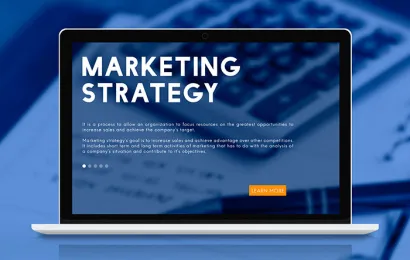 MARKETING
STRATEGY
It is a process to allow an organization to focus resources on the greatest opportunities to
increase sales and achieve the company's target.
Marketing strategy's goal is to increase sales and achieve advantage over other competitions.
It includes short term and long term activities of marketing that has to do with the analysis of
a company's situation and contribute to it's objectives.
LEARN MORE